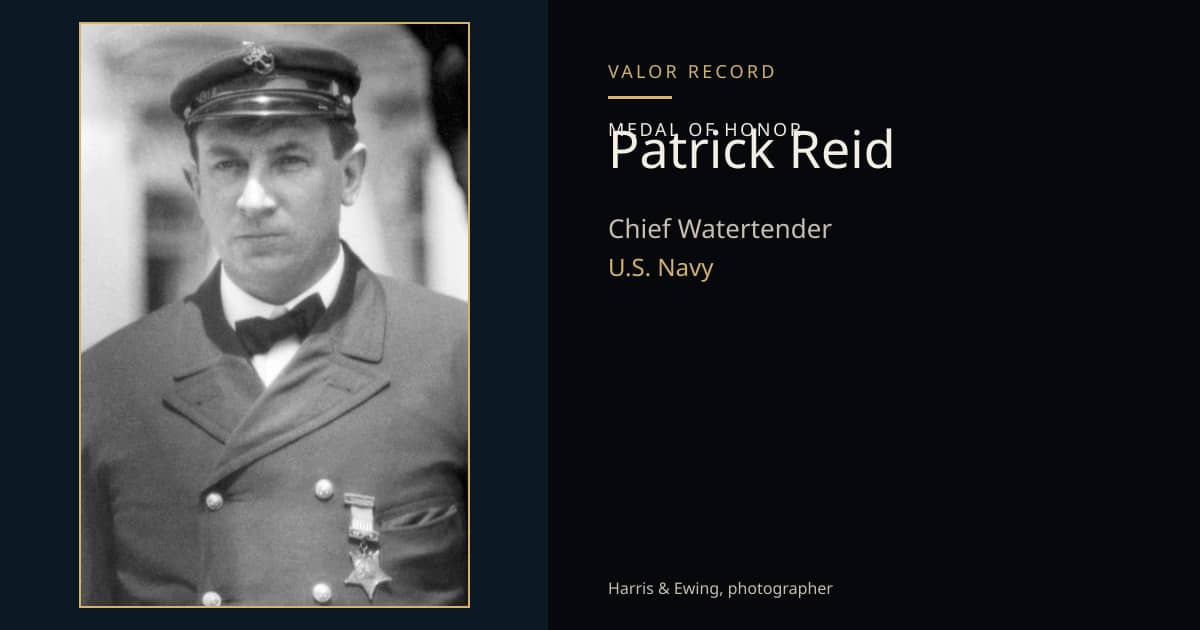 VALOR RECORD
MEDAL OF HONOR
Patrick Reid
Chief Watertender
U.S. Navy
Harris & Ewing, photographer